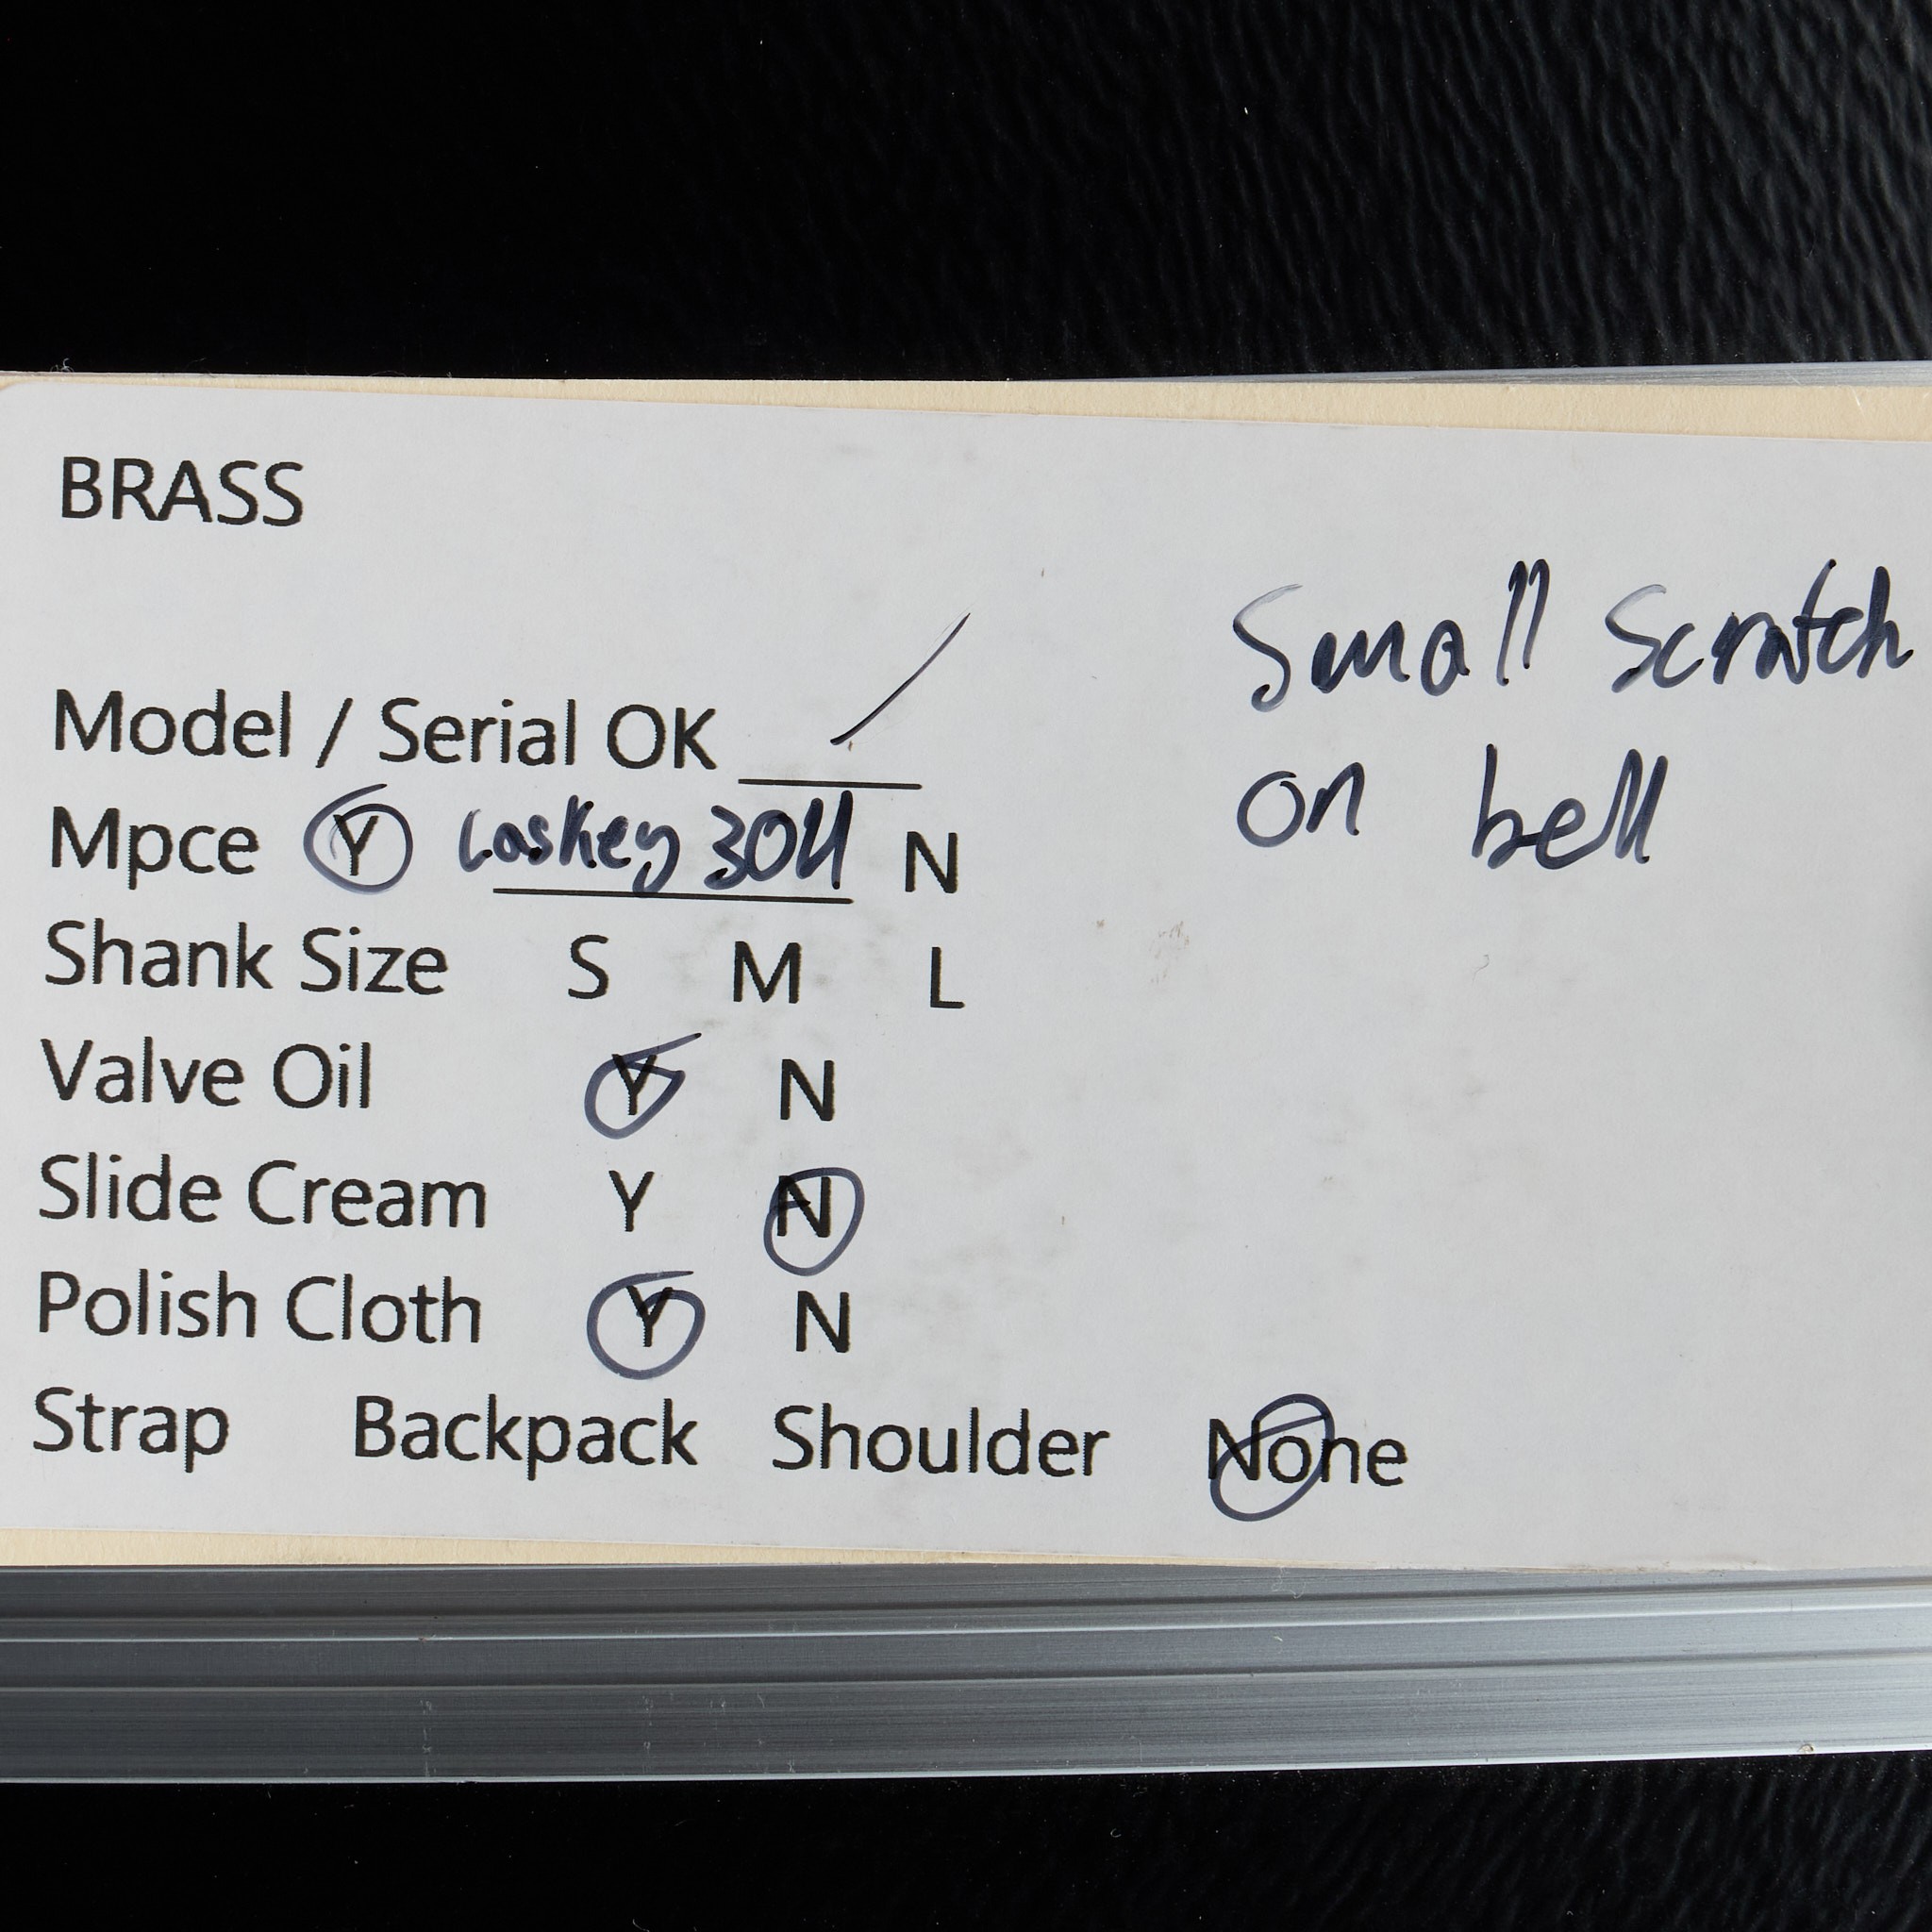 BRASS
Small Scratch
on bell
Model / Serial OK ____
Mpce Y Laskey 30H N
Shank Size S M L
Valve Oil Y N
Slide Cream Y N
Polish Cloth Y N
Strap Backpack Shoulder None